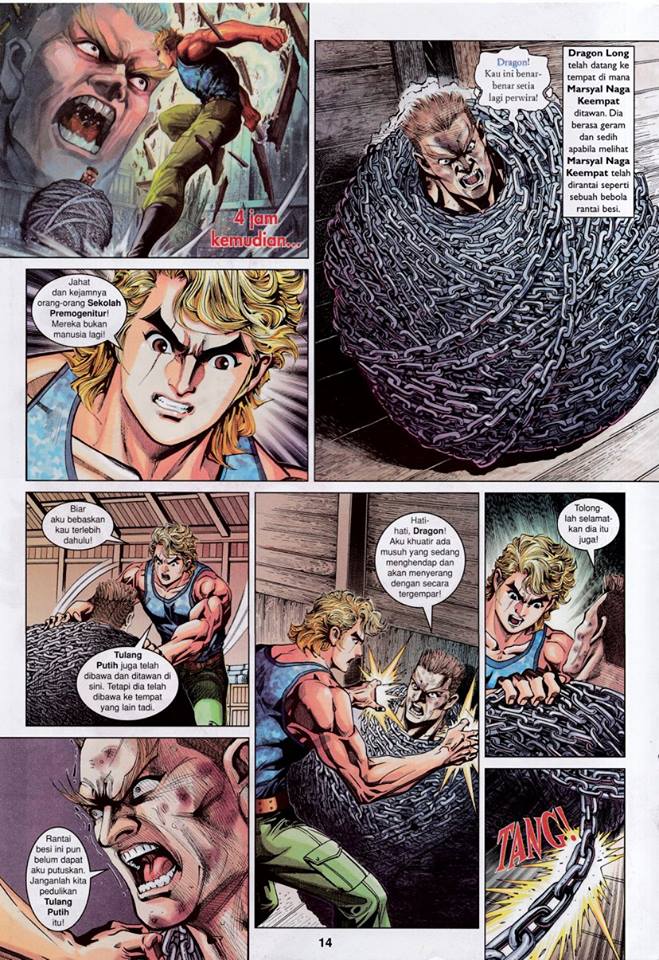 4 jam
kemudian...
Dragon!
Kau ini benar-
benar setia
lagi perwira!
Dragon Long
telah datang ke
tempat di mana
Marsyal Naga
Keempat
ditawan. Dia
berasa geram
dan sedih
apabila melihat
Marsyal Naga
Keempat telah
dirantai seperti
sebuah bebola
rantai besi.
Jahat
dan kejamnya
orang-orang Sekolah
Premogenitur!
Mereka bukan
manusia lagi!
Biar
aku bebaskan
kau terlebih
dahulu!
Tulang
Putih juga telah
dibawa dan ditawan di
sini. Tetapi dia telah
dibawa ke tempat
yang lain tadi.
Hati-
hati, Dragon!
Aku khuatir ada
musuh yang sedang
menghendap dan
akan menyerang
dengan secara
tergempar!
Tolong-
lah selamat-
kan dia itu
juga!
Rantai
besi ini pun
belum dapat
aku putuskan.
Janganlah kita
pedulikan
Tulang
Putih
itu!
TANG!
14